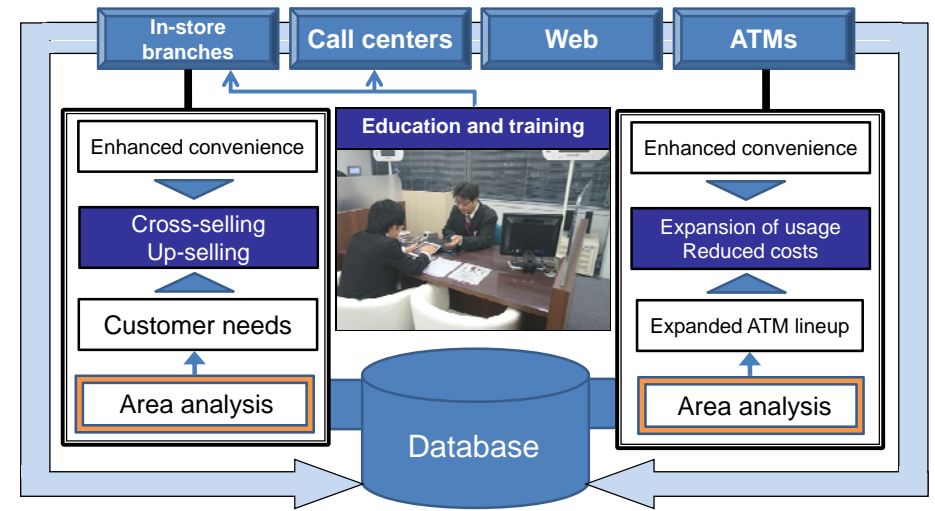 In-store
branches
Call centers
Web
ATMs
Enhanced convenience
Cross-selling
Up-selling
Customer needs
Area analysis
Education and training
Enhanced convenience
Expansion of usage
Reduced costs
Expanded ATM lineup
Area analysis
Database